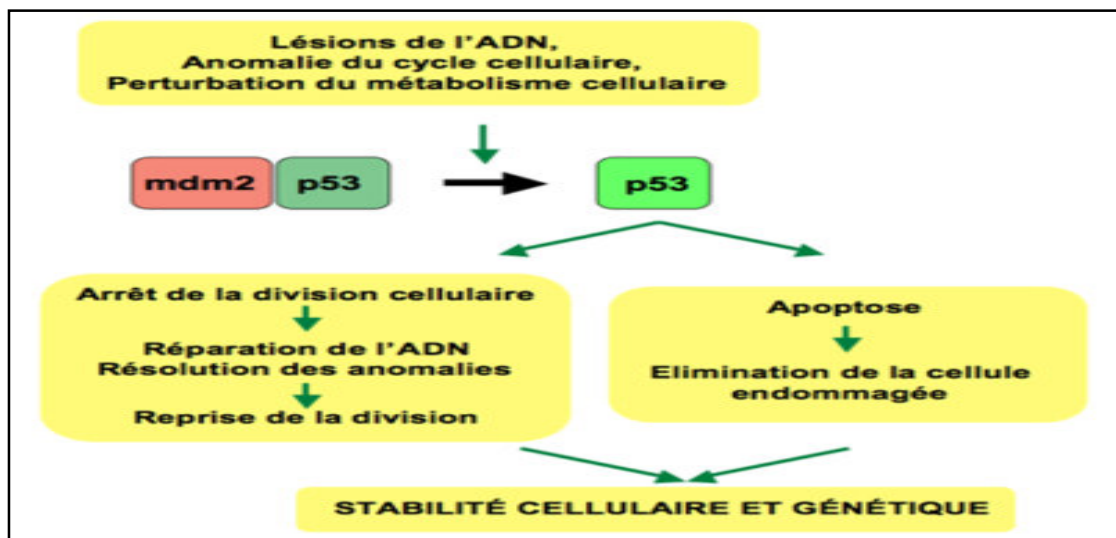 Lésions de l'ADN,
Anomalie du cycle cellulaire,
Perturbation du métabolisme cellulaire
mdm2 p53
p53
Arrêt de la division cellulaire
Réparation de l'ADN
Résolution des anomalies
Reprise de la division
Apoptose
Elimination de la cellule
endommagée
STABILITÉ CELLULAIRE ET GÉNÉTIQUE